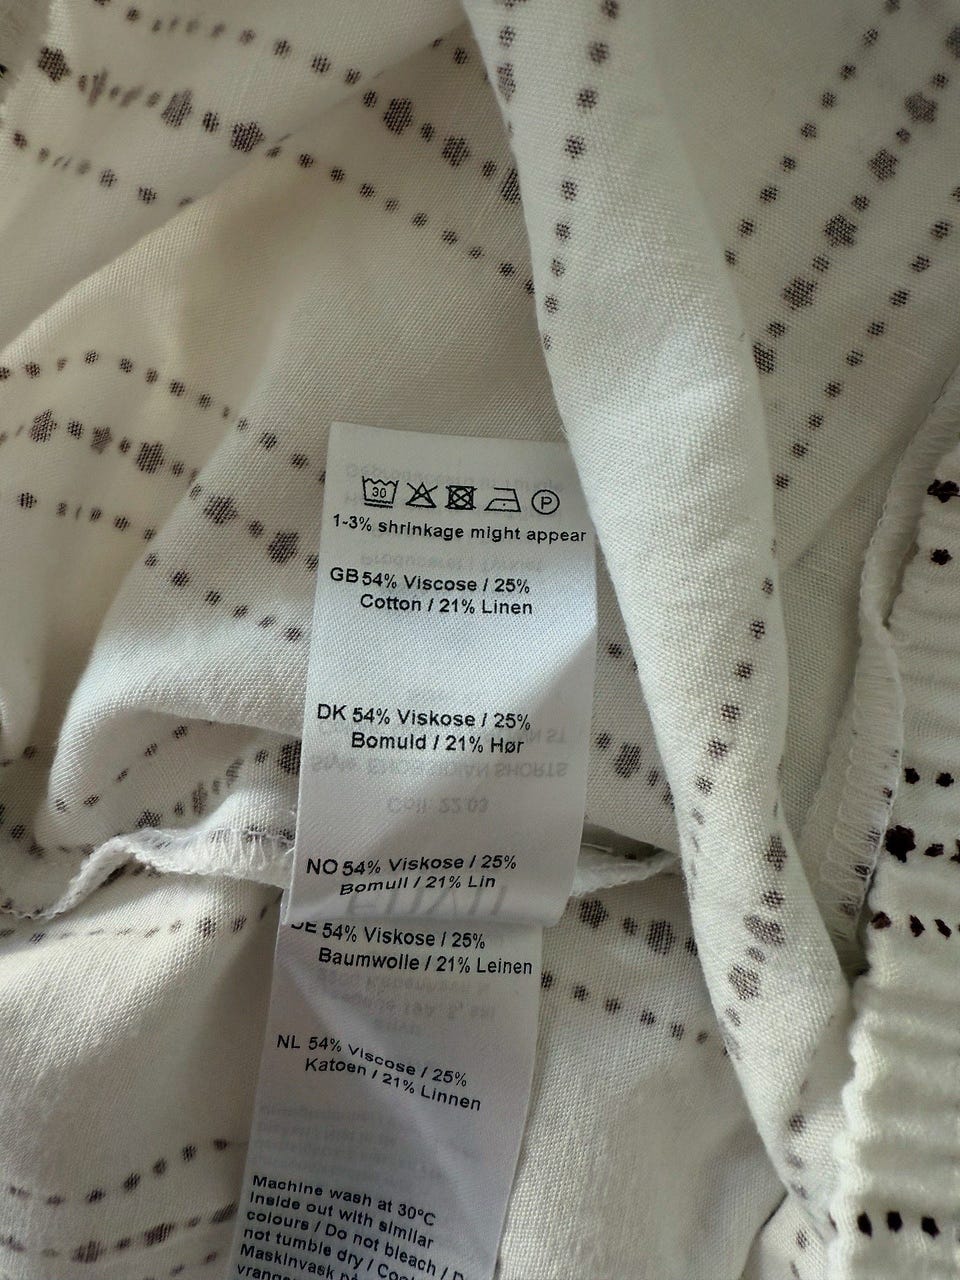 30
P
1-3% shrinkage might appear
GB 54% Viscose / 25%
Cotton / 21% Linen
DK 54% Viskose / 25%
Bomuld / 21% Hør
NO 54% Viskose / 25%
Bomull / 21% Lin
DE 54% Viskose / 25%
Baumwolle / 21% Leinen
NL 54% Viscose / 25%
Katoen / 21% Linnen
Machine wash at 30°C
Inside out with similar
colours / Do not bleach /
not tumble dry /
Maskinvask